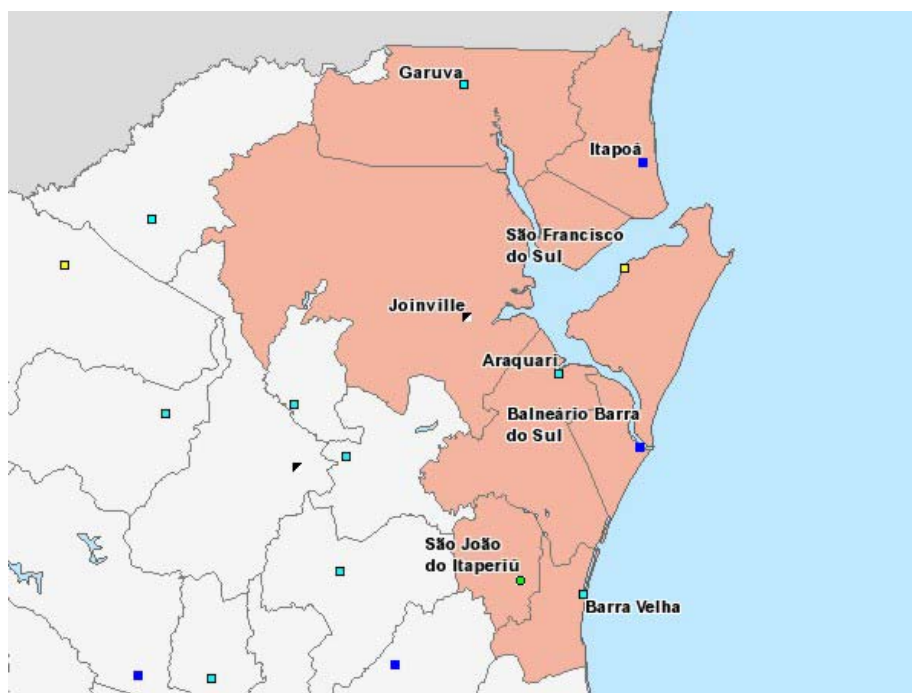 Garuva
Itapoá
São Francisco
do Sul
Joinville
Araquari
Balneário Barra
do Sul
São João
do Itaperiú
Barra Velha